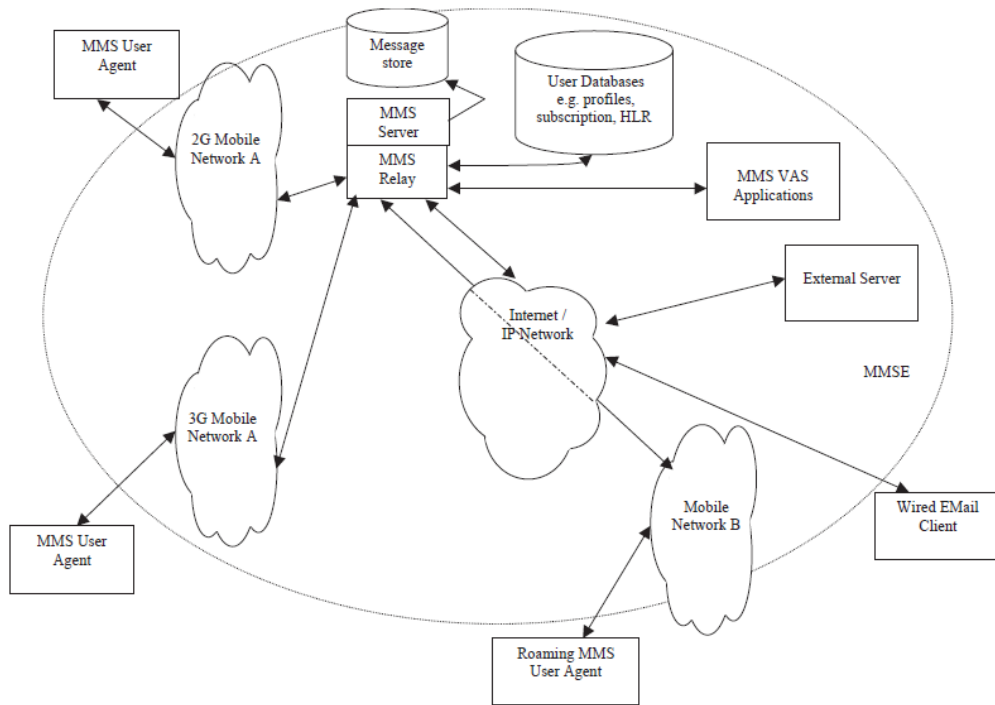 MMS User
Agent
Message
store
User Databases
e.g. profiles,
subscription, HLR
MMS
Server
2G Mobile
Network A
MMS
Relay
MMS VAS
Applications
External Server
Internet /
IP Network
MMSE
3G Mobile
Network A
Mobile
Network B
Wired EMail
Client
MMS User
Agent
Roaming MMS
User Agent